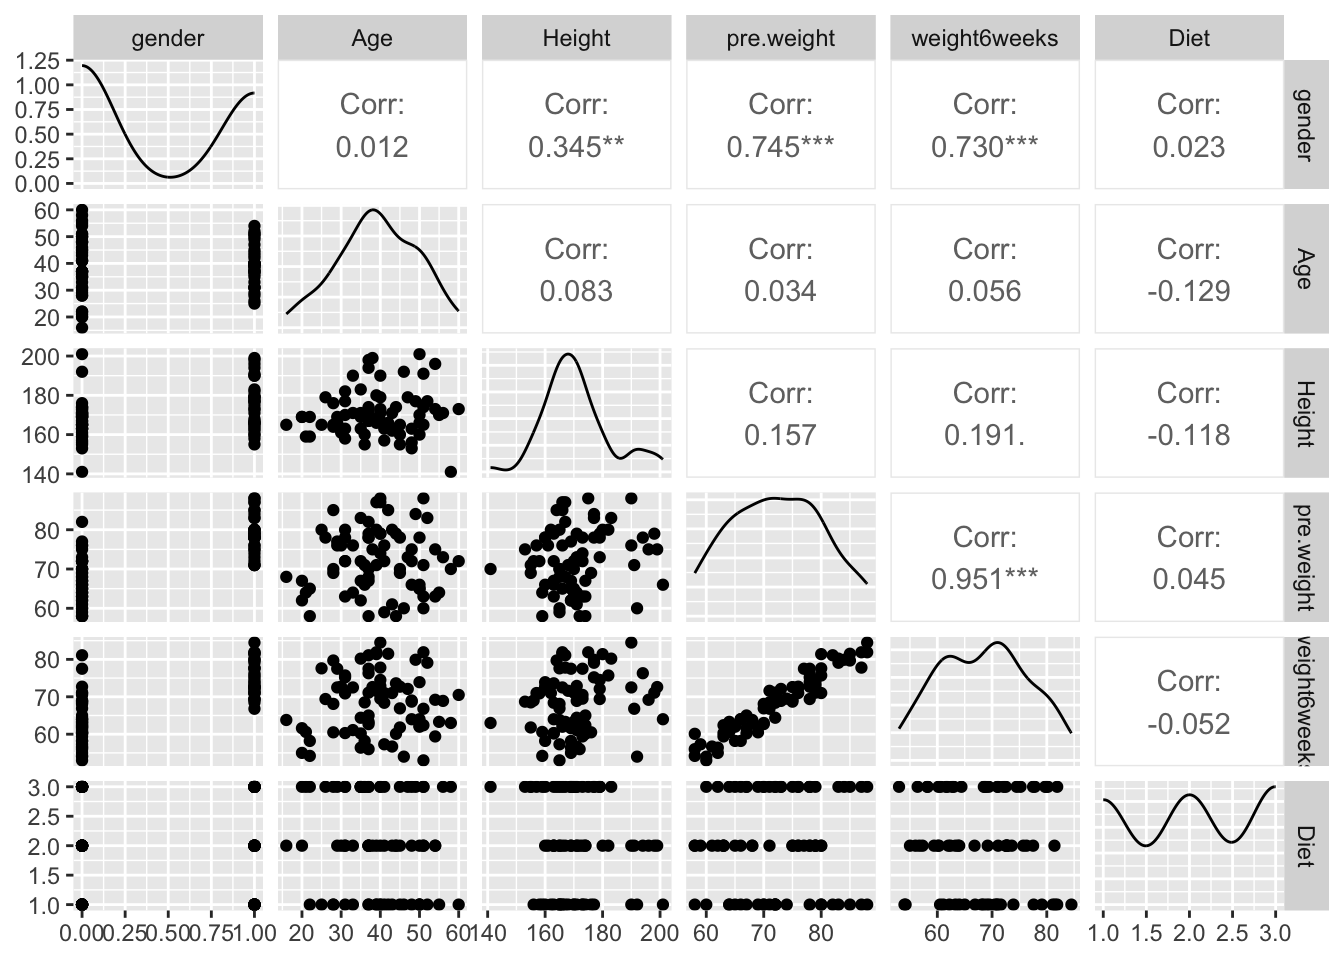 gender Age Height pre.weight weight6weeks Diet
1.25
1.00
0.75
0.50
0.25
0.00
Corr:
0.012
Corr:
0.345**
Corr:
0.745***
Corr:
0.730***
Corr:
0.023
gender
60
50
40
30
20
Corr:
0.083
Corr:
0.034
Corr:
0.056
Corr:
-0.129
Age
200
180
160
140
Corr:
0.157
Corr:
0.191.
Corr:
-0.118
Height
80
70
60
Corr:
0.951***
Corr:
0.045
pre.weight
80
70
60
Corr:
-0.052
weight6weeks
3.0
2.5
2.0
1.5
1.0
Diet
0.00 0.25 0.50 0.75 1.00 20 30 40 50 60 140 160 180 200 60 70 80 60 70 80 1.0 1.5 2.0 2.5 3.0